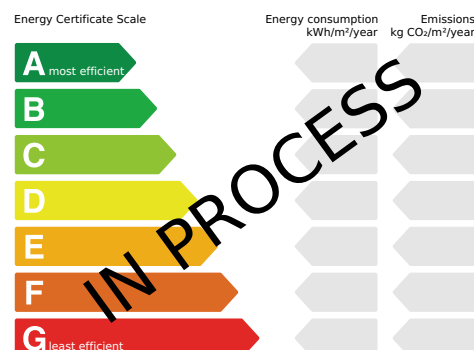 Energy Certificate Scale
Energy consumption
kWh/m²/year
Emissions
kg CO₂/m²/year
A most efficient
B
C
D
E
F
G least efficient
IN PROCESS